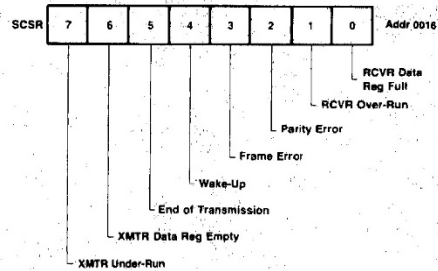 SCSR 7 6 5 4 3 2 1 0 Addr 0016
RCVR Data
Reg Full
RCVR Over-Run
Parity Error
Frame Error
Wake-Up
End of Transmission
XMTR Data Reg Empty
XMTR Under-Run